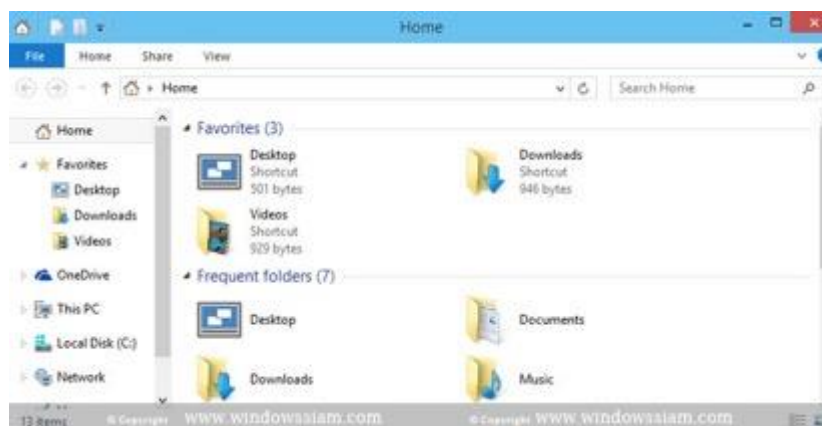 Home
File Home Share View
Home
Search Home
Home
Favorites
Desktop
Downloads
Videos
OneDrive
This PC
Local Disk (C:)
Network
Favorites (3)
Desktop
Shortcut
501 bytes
Downloads
Shortcut
946 bytes
Videos
Shortcut
929 bytes
Frequent folders (7)
Desktop
Documents
Downloads
Music
13 items
© Copyright www.windowssiam.com
© Copyright www.windowssiam.com